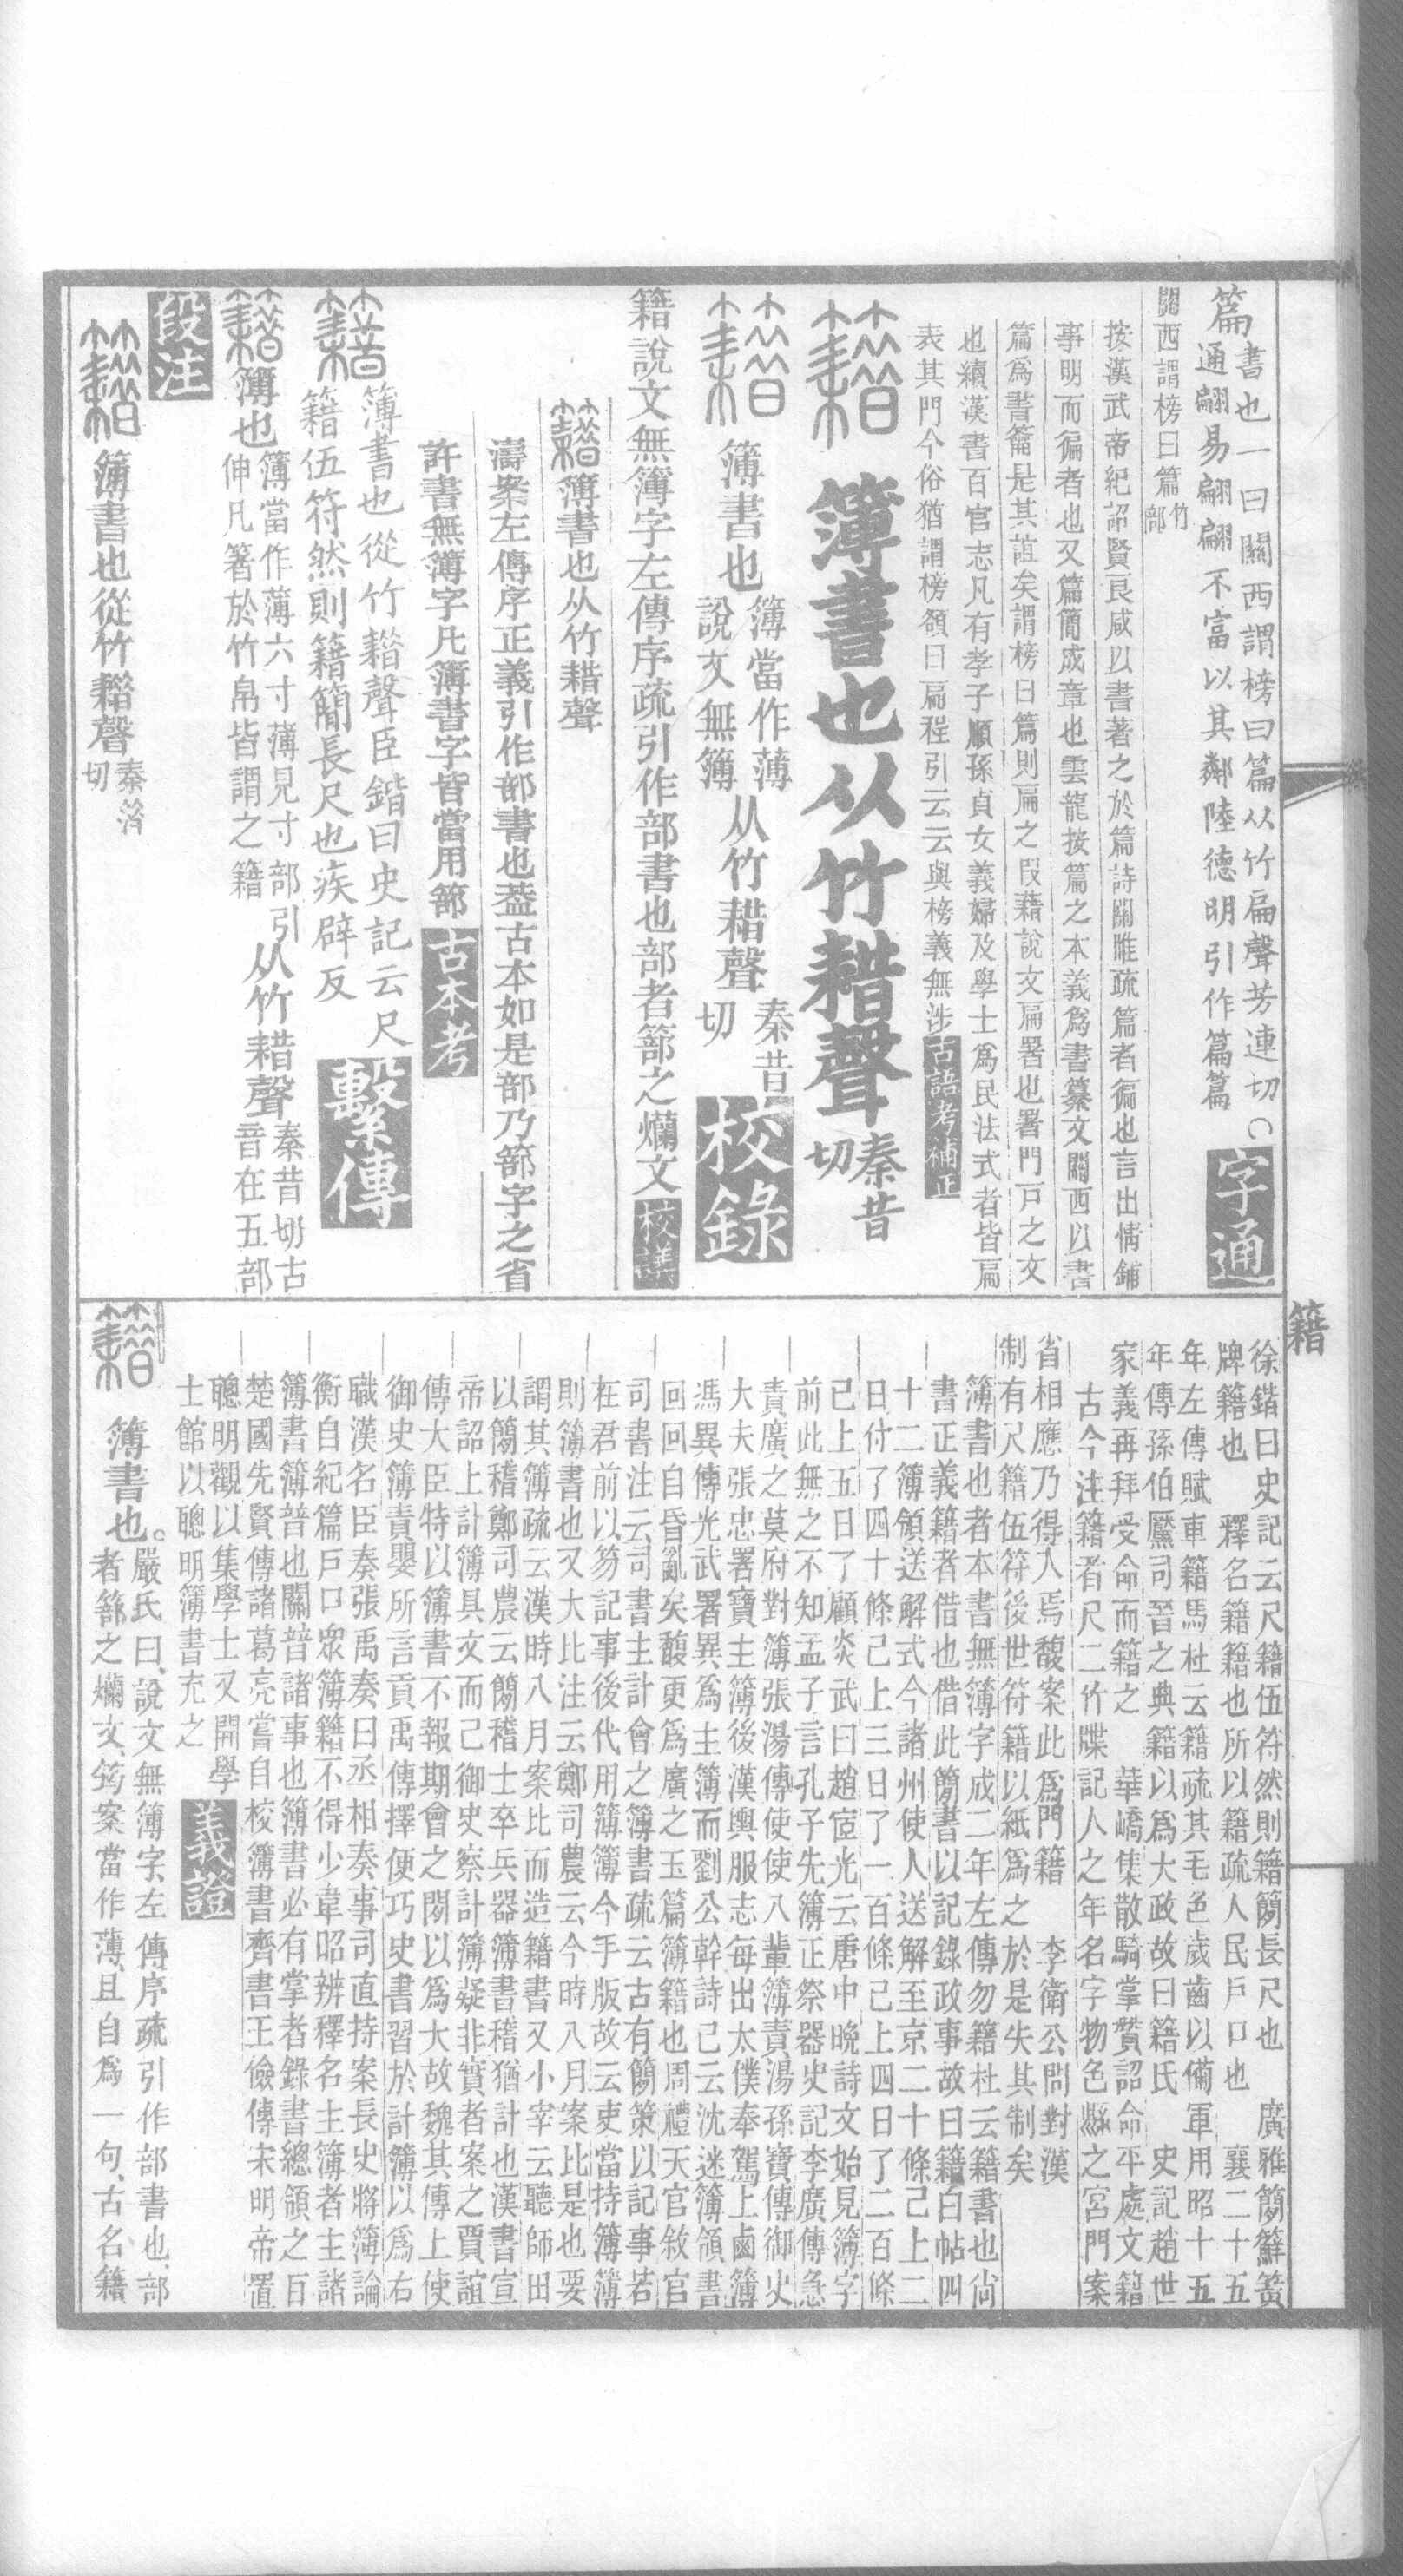 篇書也一曰關西謂榜曰篇从竹扁聲芳連切
通翩易翩翩不富以其鄰陸德明引作篇篇
字通
關西謂榜曰篇竹部
按漢武帝紀詔賢良咸以書著之於篇詩關雎疏篇者徧也言出情鋪
事明而徧者也又篇簡成章也雲龍按篇之本義爲書纂文關西以書
篇爲書籥是其誼矣謂榜曰篇則扁之叚藉說文扁署也署門戶之文
也續漢書百官志凡有孝子順孫貞女義婦及學士爲民法式者皆扁
表其門今俗猶謂榜額曰扁程引云云與榜義無涉
古語考補正
籍 簿書也从竹耤聲秦昔切
籍 簿書也簿當作薄說文無簿从竹耤聲秦昔切
校錄
籍說文無簿字左傳序疏引作部書也部者篰之爛文
校議
籍簿書也从竹耤聲
濤案左傳序正義引作部書也蓋古本如是部乃篰字之省
許書無簿字凡簿書字皆當用篰
古本考
籍簿書也從竹耤聲臣鍇曰史記云尺
籍伍符然則籍簡長尺也疾辟反
繫傳
籍簿也簿當作薄六寸薄見寸部引
伸凡箸於竹帛皆謂之籍从竹耤聲秦昔切古音在五部
段注
籍簿書也從竹耤聲秦㳻切
籍
徐鍇曰史記云尺籍伍符然則籍簡長尺也 廣雅簡籍簧
牌籍也 釋名籍籍也所以籍疏人民戶口也 襄二十五
年左傳賦車籍馬杜云籍疏其毛色歲齒以備軍用昭十五
年傳孫伯黶司晉之典籍以爲大政故曰籍氏 史記趙世
家義再拜受命而籍之 華嶠集散騎掌贊詔命平處文籍
古今注籍者尺二竹牒記人之年名字物色縣之宮門案
省相應乃得入焉馥案此爲門籍 李衛公問對漢
制有尺籍伍符後世符籍以紙爲之於是失其制矣
簿書也者本書無簿字成二年左傳勿籍杜云籍書也尙
書正義籍者借也借此簡書以記錄政事故曰籍白帖四
十二簿領送解式今諸州使人送解至京二十條已上二
日付了四十條已上三日了一百條已上四日了二百條
已上五日了顧炎武曰趙宧光云唐中晚詩文始見簿字
前此無之不知孟子言孔子先簿正祭器史記李廣傳急
責廣之莫府對簿張湯傳使使八輩簿責湯孫寶傳御史
大夫張忠署寶主簿後漢輿服志每出太僕奉駕上鹵簿
馮異傳光武署異爲主簿而劉公幹詩已云沈迷簿領書
回回自昏亂矣馥更爲廣之玉篇簿籍也周禮天官敘官
司書注云司書主計會之簿書疏云古有簡策以記事若
在君前以笏記事後代用簿簿今手版故云吏當持簿簿
則簿書也又大比注云鄭司農云今時八月案比是也要
謂其簿疏云漢時八月案比而造籍書又小宰云聽師田
以簡稽鄭司農云簡稽士卒兵器簿書稽猶計也漢書宣
帝詔上計簿具文而已御史察計簿疑非實者案之賈誼
傳大臣特以簿書不報期會之閒以爲大故魏其傳上使
御史簿責嬰所言貢禹傳擇便巧史書習於計簿以爲右
職漢名臣奏張禹奏曰丞相奏事司直持案長史將簿論
衡自紀篇戶口眾簿籍不得少韋昭辨釋名主簿者主諸
簿書簿普也關普諸事也簿書必有掌者錄書總領之百
楚國先賢傳諸葛亮嘗自校簿書齊書王儉傳宋明帝置
聰明觀以集學士又開學
士館以聰明簿書充之
義證
籍 簿書也。嚴氏曰、說文無簿字、左傳序疏引作部書也、部
者篰之爛文、筠案當作薄、且自爲一句、古名籍